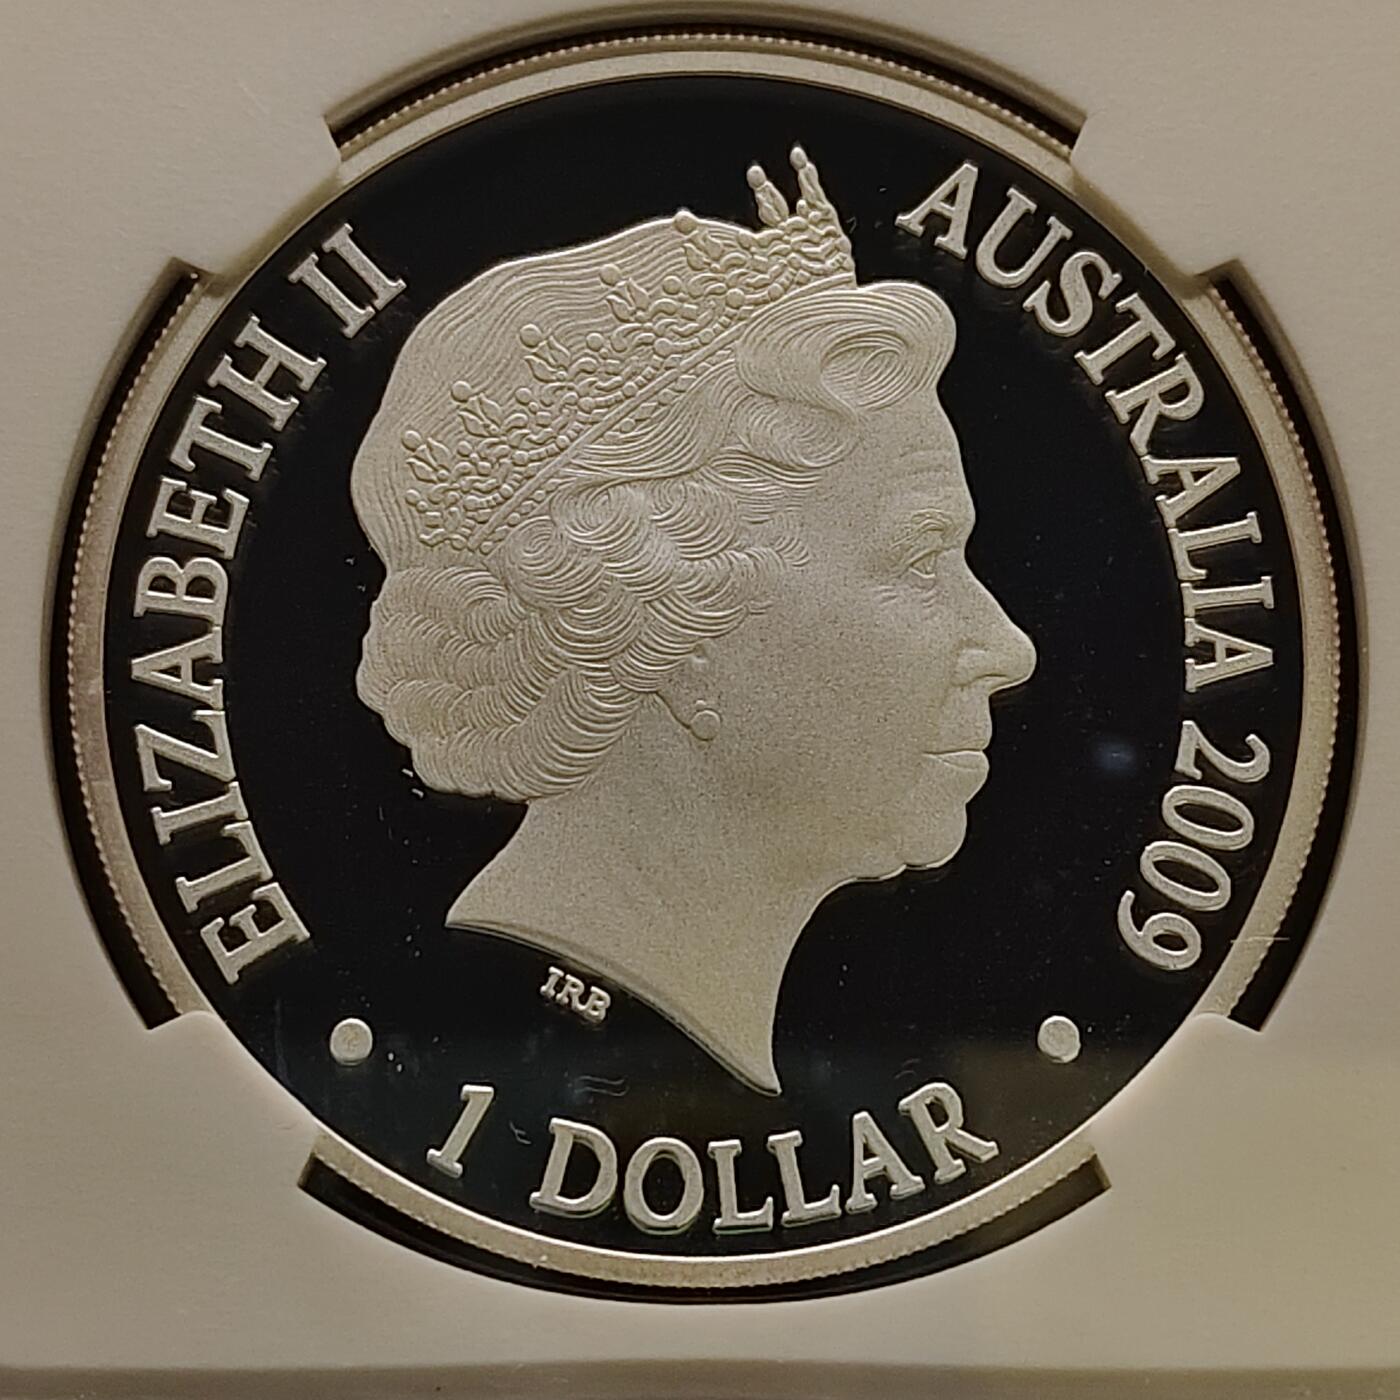 ELIZABETH II
AUSTRALIA 2009
IRB
1 DOLLAR